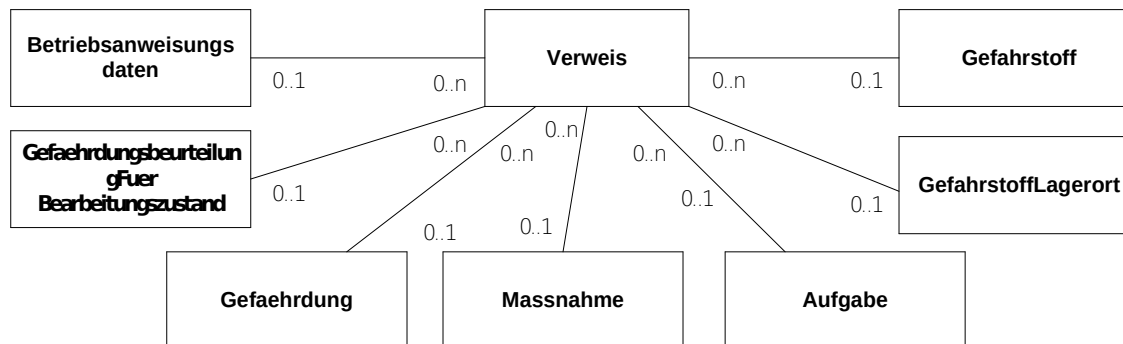 Betriebsanweisungs
daten
Verweis
Gefahrstoff
0..1
0..n
0..n
0..1
Gefaehrdungsbeurteilun
gFuer
Bearbeitungszustand
0..n
0..n
0..n
0..n
0..n
GefahrstoffLagerort
0..1
0..1
0..1
0..1
0..1
Gefaehrdung
Massnahme
Aufgabe